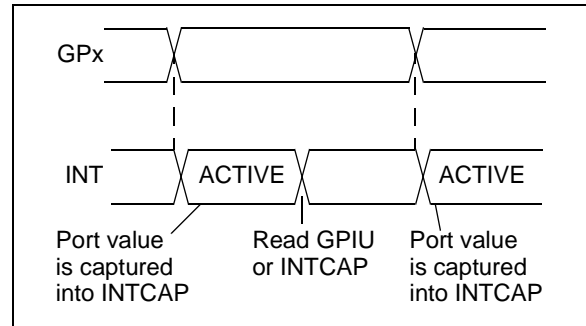 GPx
INT
ACTIVE
ACTIVE
Port value
is captured
into INTCAP
Read GPIU
or INTCAP
Port value
is captured
into INTCAP